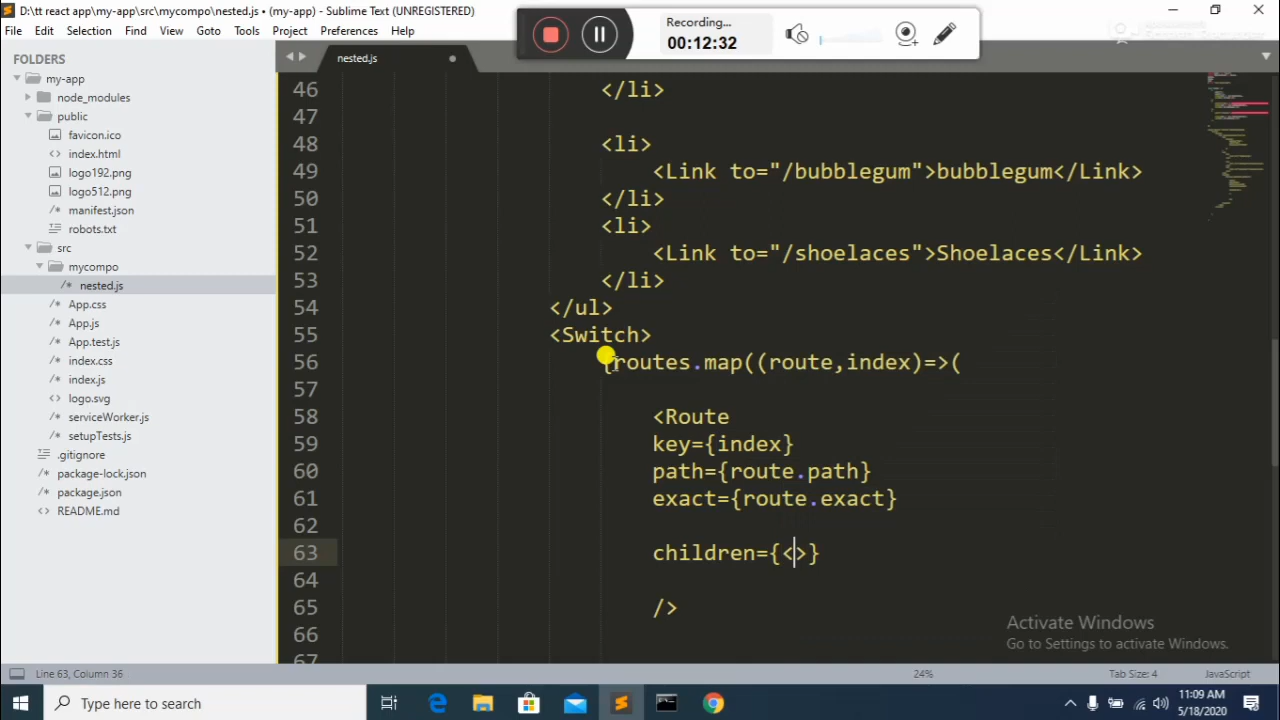 D:\tt react app\my-app\src\mycompo\nested.js • (my-app) - Sublime Text (UNREGISTERED)
Recording...
00:12:32
File Edit Selection Find View Goto Tools Project Preferences Help
FOLDERS
my-app
node_modules
public
favicon.ico
index.html
logo192.png
logo512.png
manifest.json
robots.txt
src
mycompo
nested.js
App.css
App.js
App.test.js
index.css
index.js
logo.svg
serviceWorker.js
setupTests.js
.gitignore
package-lock.json
package.json
README.md
nested.js
46 </li>
47
48 <li>
49 <Link to="/bubblegum">bubblegum</Link>
50 </li>
51 <li>
52 <Link to="/shoelaces">Shoelaces</Link>
53 </li>
54 </ul>
55 <Switch>
56 {routes.map((route,index)=>(
57
58 <Route
59 key={index}
60 path={route.path}
61 exact={route.exact}
62
63 children={<>}
64
65 />
66
67
Activate Windows
Go to Settings to activate Windows.
Line 63, Column 36
24%
Tab Size: 4
JavaScript
Type here to search
11:09 AM
5/18/2020